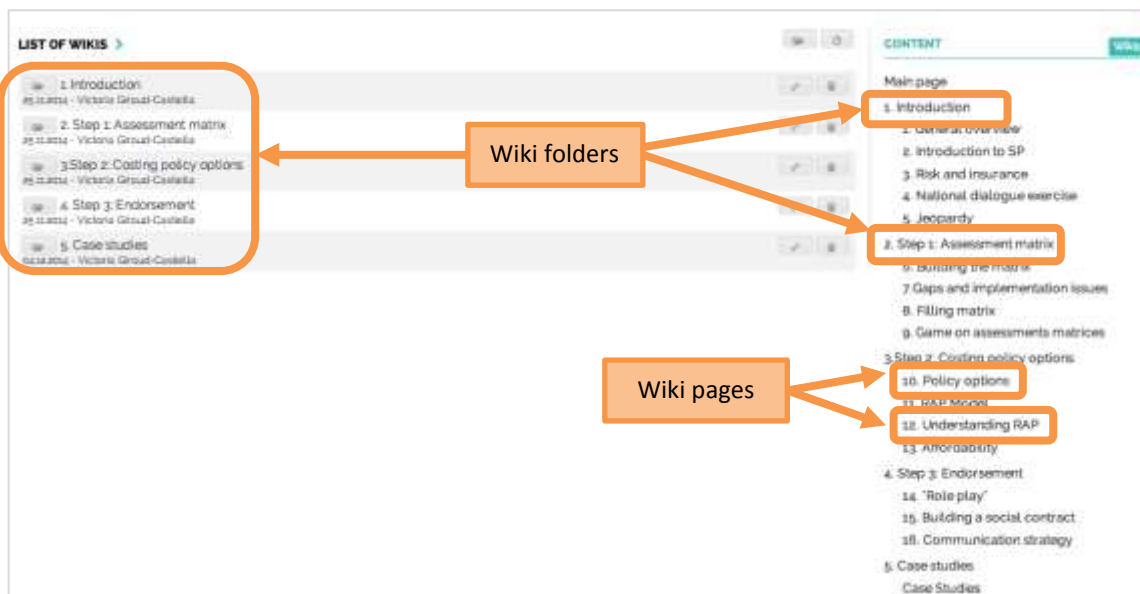 LIST OF WIKIS >
1. Introduction
25.11.2014 - Victoria Giroud-Castella
2. Step 1: Assessment matrix
25.11.2014 - Victoria Giroud-Castella
3.Step 2: Costing policy options
25.11.2014 - Victoria Giroud-Castella
4. Step 3: Endorsement
25.11.2014 - Victoria Giroud-Castella
5. Case studies
- Victoria Giroud-Castella
Wiki folders
Wiki pages
CONTENT
Main page
1. Introduction
1. General overview
2. Introduction to SP
3. Risk and insurance
4. National dialogue exercise
5. Jeopardy
2. Step 1: Assessment matrix
6. Building the matrix
7.Gaps and implementation issues
8. Filling matrix
9. Game on assessments matrices
3.Step 2: Costing policy options
10. Policy options
11. RAP Model
12. Understanding RAP
13. Affordability
4. Step 3: Endorsement
14. "Role play"
15. Building a social contract
16. Communication strategy
5. Case studies
Case Studies